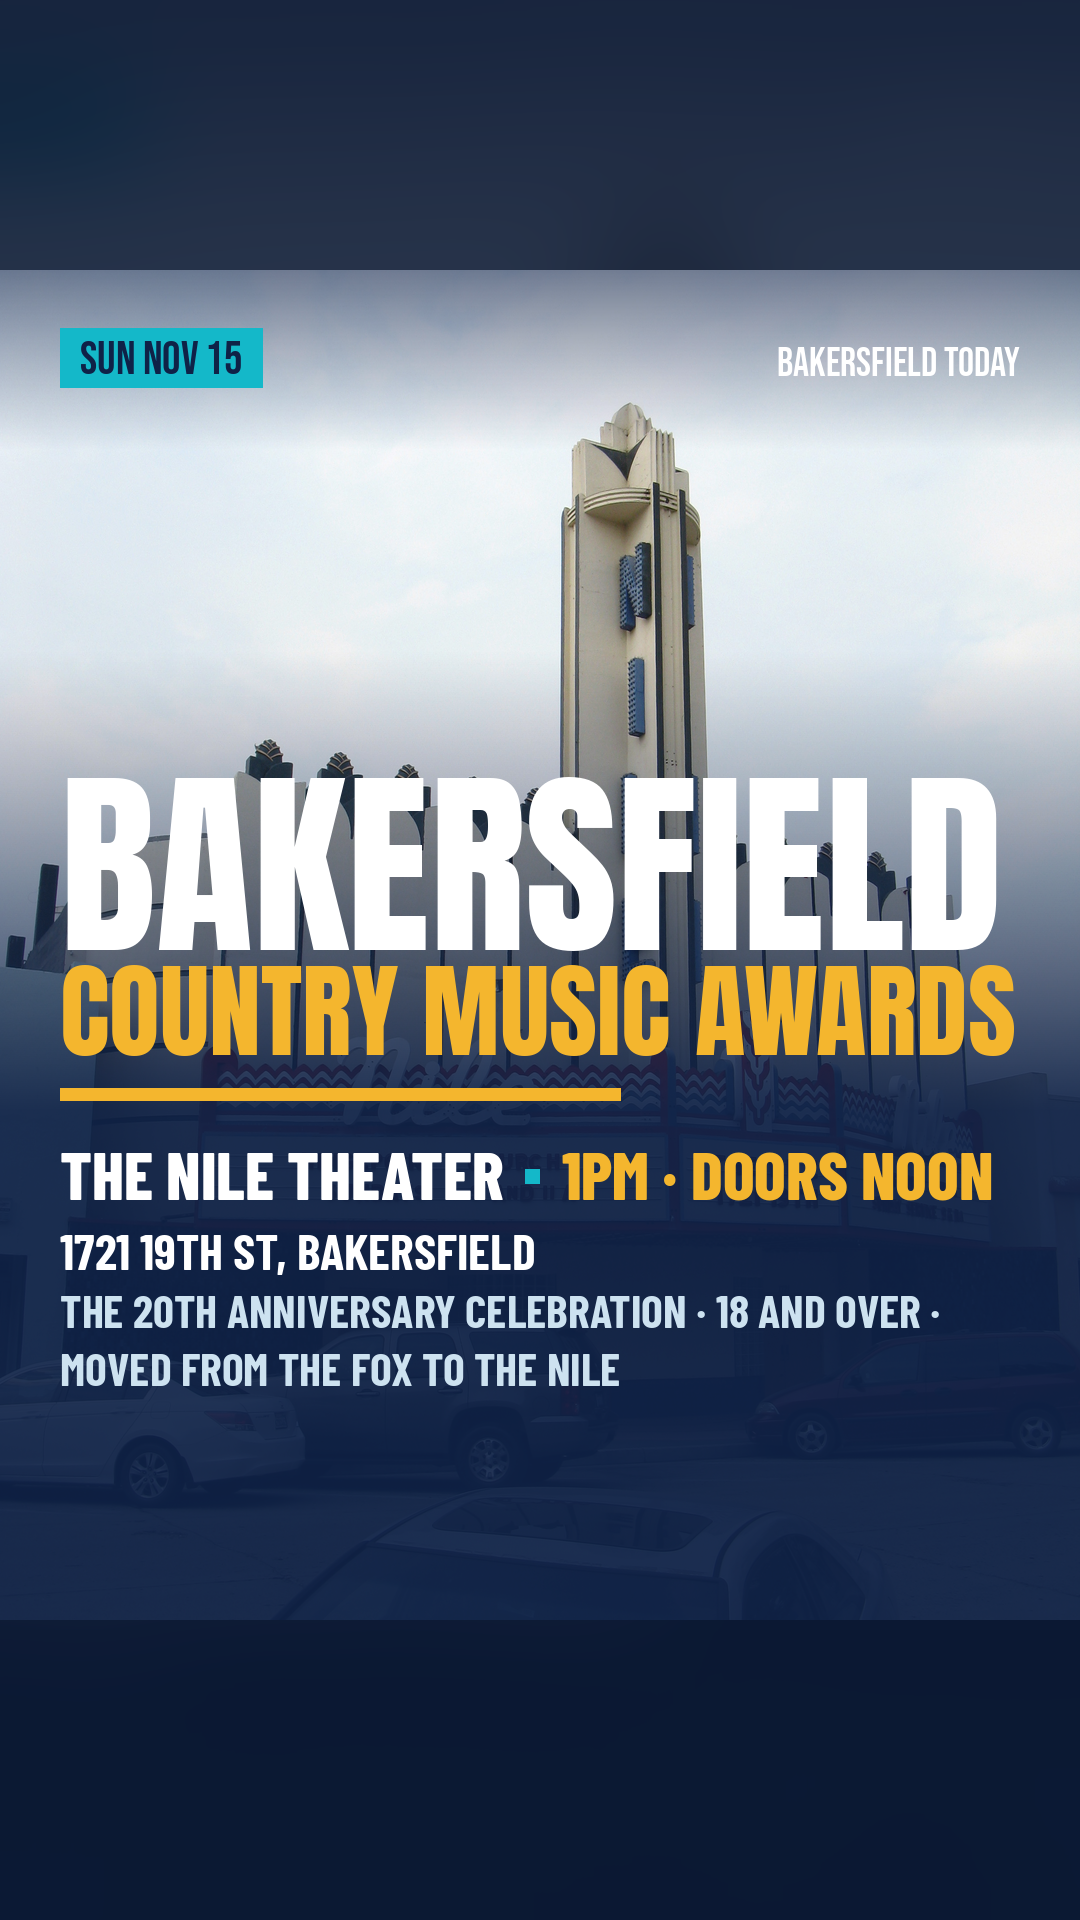 SUN NOV 15
BAKERSFIELD TODAY
N
I
BAKERSFIELD
COUNTRY MUSIC AWARDS
Nile
THE NILE THEATER ▪ 1PM · DOORS NOON
1721 19TH ST, BAKERSFIELD
THE 20TH ANNIVERSARY CELEBRATION · 18 AND OVER ·
MOVED FROM THE FOX TO THE NILE